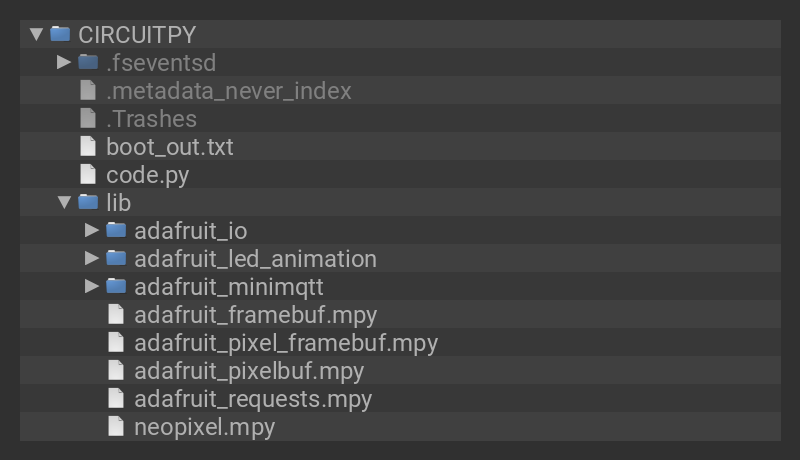 CIRCUITPY
.fseventsd
.metadata_never_index
.Trashes
boot_out.txt
code.py
lib
adafruit_io
adafruit_led_animation
adafruit_minimqtt
adafruit_framebuf.mpy
adafruit_pixel_framebuf.mpy
adafruit_pixelbuf.mpy
adafruit_requests.mpy
neopixel.mpy